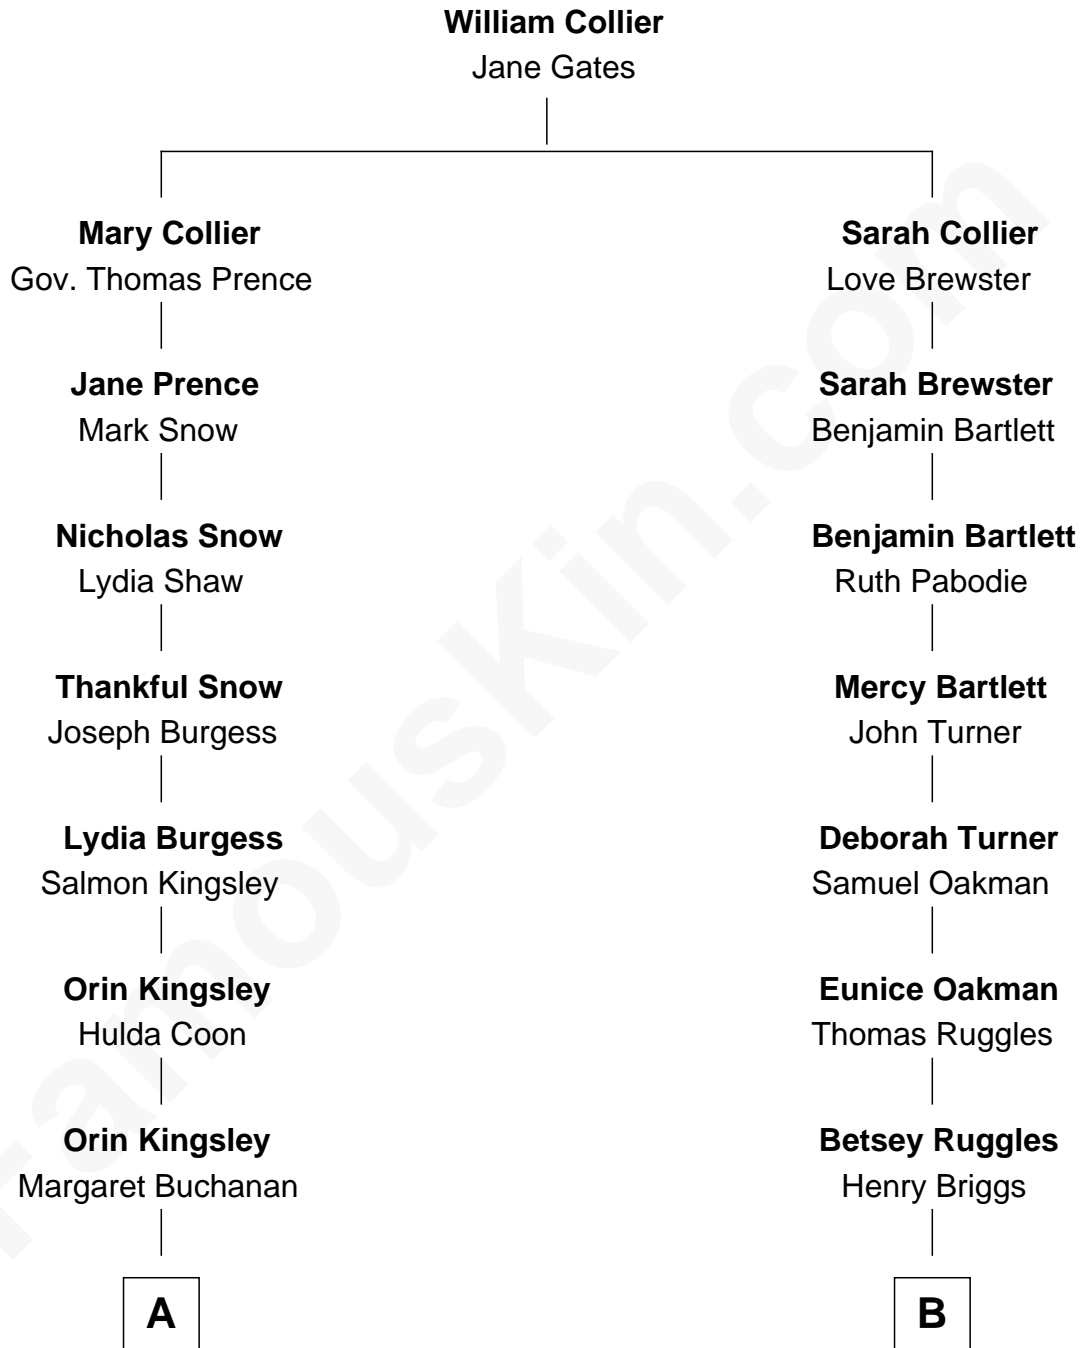 William Collier
Jane Gates
Mary Collier
Gov. Thomas Prence
Sarah Collier
Love Brewster
Jane Prence
Mark Snow
Sarah Brewster
Benjamin Bartlett
Nicholas Snow
Lydia Shaw
Benjamin Bartlett
Ruth Pabodie
Thankful Snow
Joseph Burgess
Mercy Bartlett
John Turner
Lydia Burgess
Salmon Kingsley
Deborah Turner
Samuel Oakman
Orin Kingsley
Hulda Coon
Eunice Oakman
Thomas Ruggles
Orin Kingsley
Margaret Buchanan
Betsey Ruggles
Henry Briggs
A
B
FamousKin.com